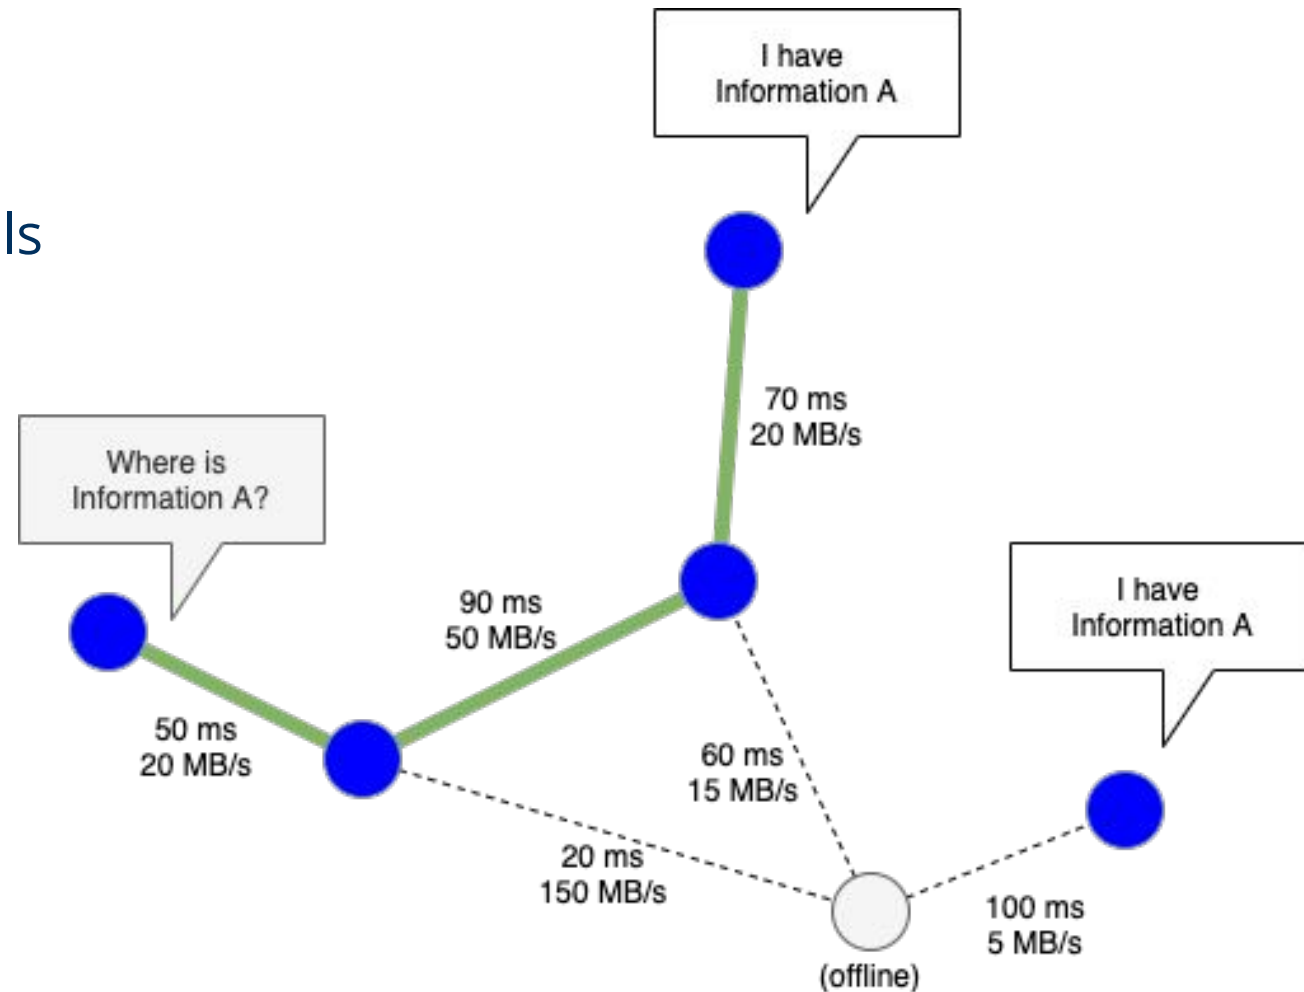 I have
Information A
ls
70 ms
20 MB/s
Where is
Information A?
I have
Information A
90 ms
50 MB/s
50 ms
20 MB/s
60 ms
15 MB/s
20 ms
150 MB/s
100 ms
5 MB/s
(offline)